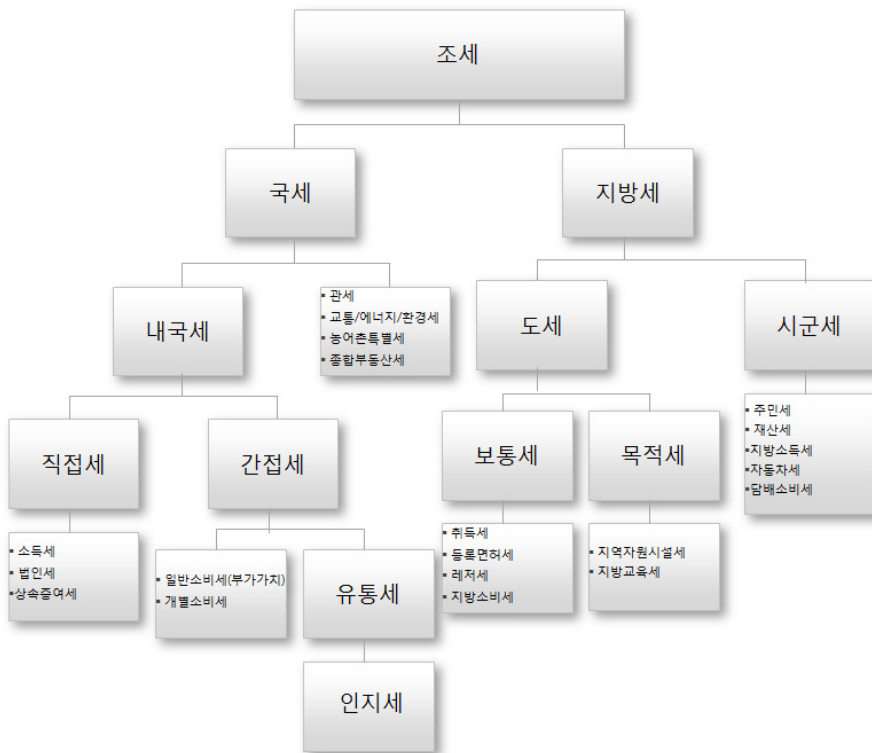 조세
국세
지방세
내국세
▪ 관세
▪ 교통/에너지/환경세
▪ 농어촌특별세
▪ 종합부동산세
도세
시군세
직접세
간접세
보통세
목적세
▪ 주민세
▪ 재산세
▪지방소득세
▪자동차세
▪담배소비세
▪ 소득세
▪ 법인세
▪상속증여세
▪ 일반소비세(부가가치)
▪ 개별소비세
유통세
▪ 취득세
▪ 등록면허세
▪ 레저세
▪ 지방소비세
▪ 지역자원시설세
▪ 지방교육세
인지세